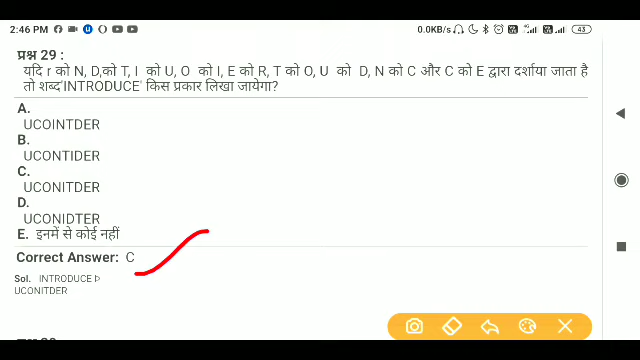 2:46 PM
0.0KB/s
43
प्रश्न 29 :
यदि r को N, D,को T, I को U, O को I, E को R, T को O, U को D, N को C और C को E द्वारा दर्शाया जाता है
तो शब्द'INTRODUCE' किस प्रकार लिखा जायेगा?
A.
UCOINTDER
B.
UCONTIDER
C.
UCONITDER
D.
UCONIDTER
E. इनमें से कोई नहीं
Correct Answer: C
Sol. INTRODUCE Þ
UCONITDER